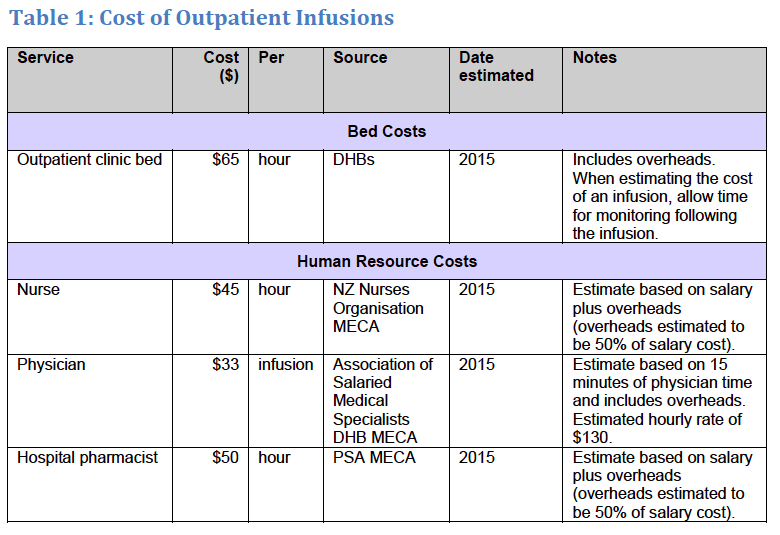 Table 1: Cost of Outpatient Infusions
Service Cost ($) Per Source Date estimated Notes
Bed Costs
Outpatient clinic bed $65 hour DHBs 2015 Includes overheads.
When estimating the cost
of an infusion, allow time
for monitoring following
the infusion.
Human Resource Costs
Nurse $45 hour NZ Nurses Organisation MECA 2015 Estimate based on salary
plus overheads
(overheads estimated to
be 50% of salary cost).
Physician $33 infusion Association of Salaried Medical Specialists DHB MECA 2015 Estimate based on 15
minutes of physician time
and includes overheads.
Estimated hourly rate of
$130.
Hospital pharmacist $50 hour PSA MECA 2015 Estimate based on salary
plus overheads
(overheads estimated to
be 50% of salary cost).